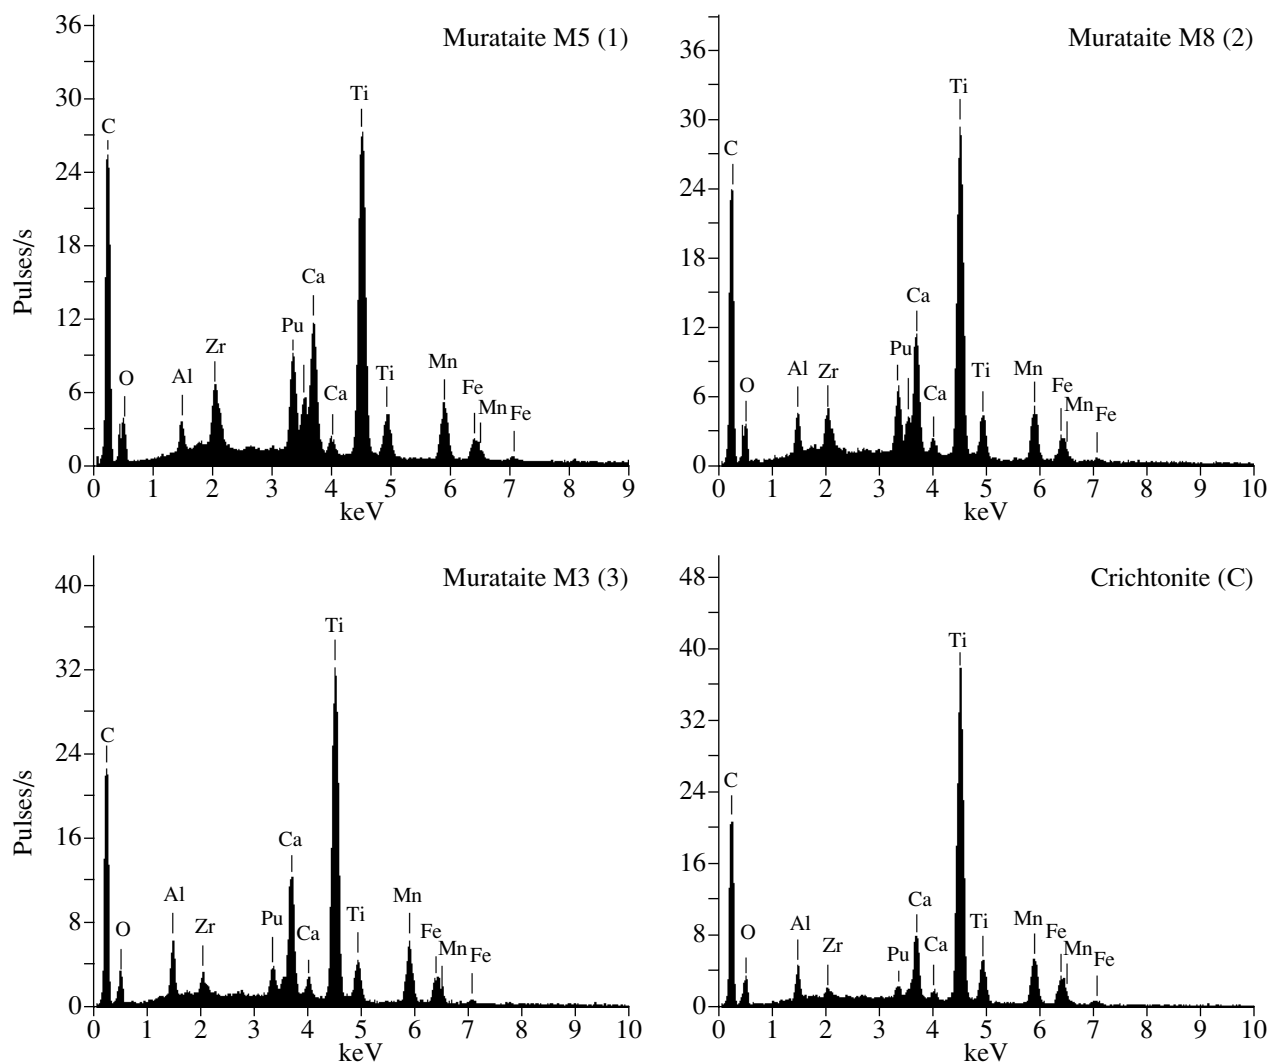 Murataite M5 (1)
Pulses/s
36
30
24
18
12
6
0
C
O
Al
Zr
Pu
Ca
Ca
Ti
Ti
Mn
Fe
Mn
Fe
0 1 2 3 4 5 6 7 8 9
keV
Murataite M8 (2)
36
30
24
18
12
6
0
C
O
Al
Zr
Pu
Ca
Ca
Ti
Ti
Mn
Fe
Mn
Fe
0 1 2 3 4 5 6 7 8 9 10
keV
Murataite M3 (3)
Pulses/s
40
32
24
16
8
0
C
O
Al
Zr
Pu
Ca
Ca
Ti
Ti
Mn
Fe
Mn
Fe
0 1 2 3 4 5 6 7 8 9 10
keV
Crichtonite (C)
48
40
32
24
16
8
0
C
O
Al
Zr
Pu
Ca
Ca
Ti
Ti
Mn
Fe
Mn
Fe
0 1 2 3 4 5 6 7 8 9 10
keV